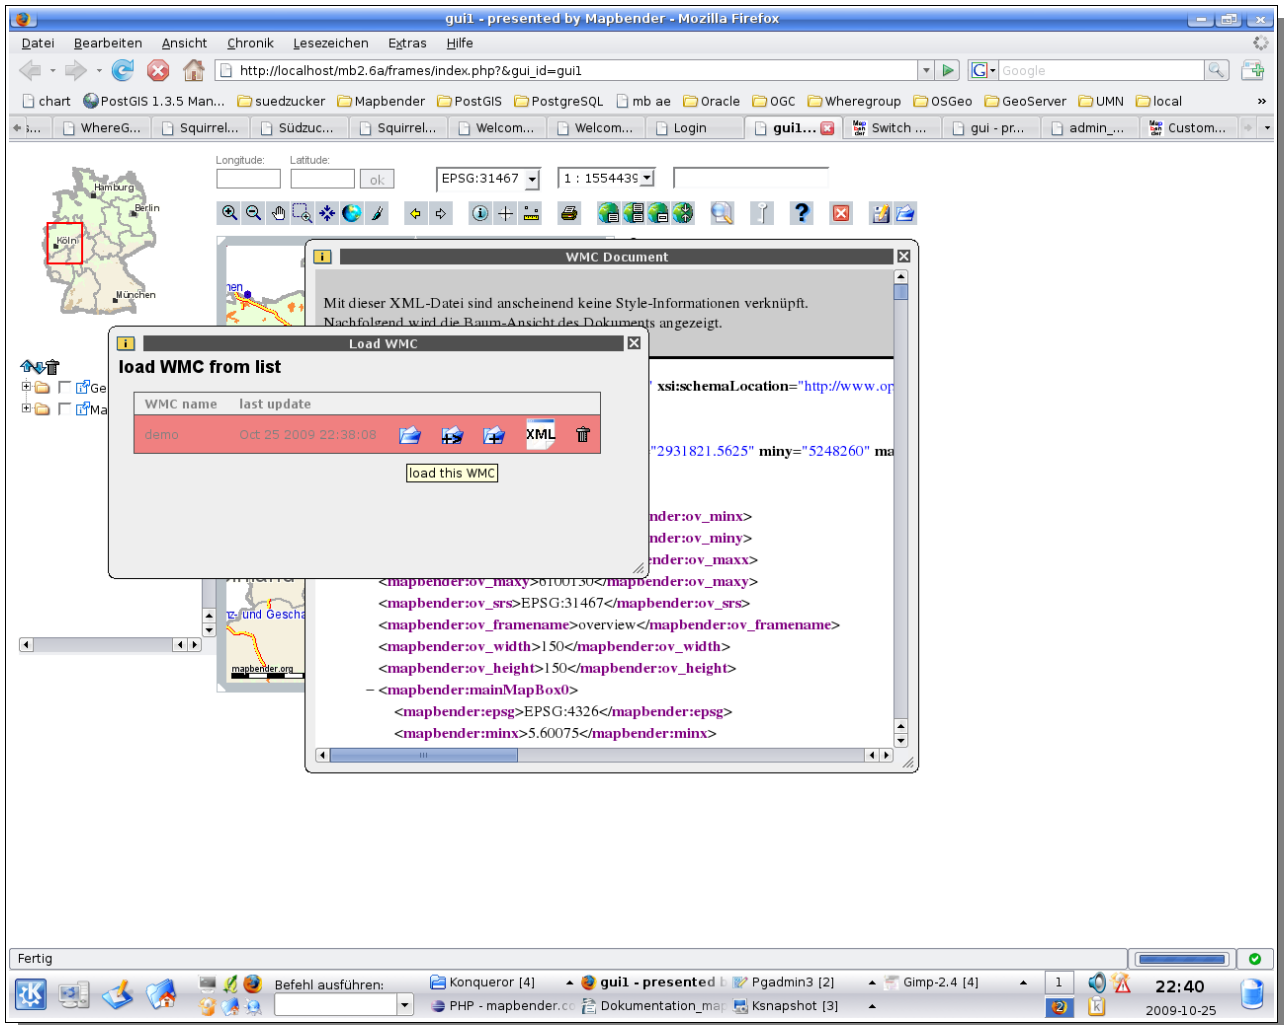 gui1 - presented by Mapbender - Mozilla Firefox
Datei Bearbeiten Ansicht Chronik Lesezeichen Extras Hilfe
http://localhost/mb2.6a/frames/index.php?&gui_id=gui1
Google
chart PostGIS 1.3.5 Man... suedzucker Mapbender PostGIS PostgreSQL mb ae Oracle OGC Wheregroup OSGeo GeoServer UMN local »
WhereG... Squirrel... Südzuc... Squirrel... Welcom... Welcom... Login gui1... Switch ... gui - pr... admin_... Custom...
Longitude: Latitude:
ok EPSG:31467 1 : 1554439
Hamburg
Berlin
Köln
München
WMC Document
Mit dieser XML-Datei sind anscheinend keine Style-Informationen verknüpft.
Nachfolgend wird die Baum-Ansicht des Dokuments angezeigt.
Load WMC
load WMC from list
WMC name last update
demo Oct 25 2009 22:38:08 XML
load this WMC
Ge
Ma
" xsi:schemaLocation="http://www.op
"2931821.5625" miny="5248260" ma
nder:ov_minx>
nder:ov_miny>
nder:ov_maxx>
<mapbender:ov_maxy>6100130</mapbender:ov_maxy>
<mapbender:ov_srs>EPSG:31467</mapbender:ov_srs>
<mapbender:ov_framename>overview</mapbender:ov_framename>
<mapbender:ov_width>150</mapbender:ov_width>
<mapbender:ov_height>150</mapbender:ov_height>
– <mapbender:mainMapBox0>
<mapbender:epsg>EPSG:4326</mapbender:epsg>
<mapbender:minx>5.60075</mapbender:minx>
nen
z- und Gescha
mapbender.org
Fertig
Befehl ausführen:
Konqueror [4] gui1 - presented b Pgadmin3 [2] Gimp-2.4 [4]
PHP - mapbender.co Dokumentation_map Ksnapshot [3]
1
2
22:40
2009-10-25